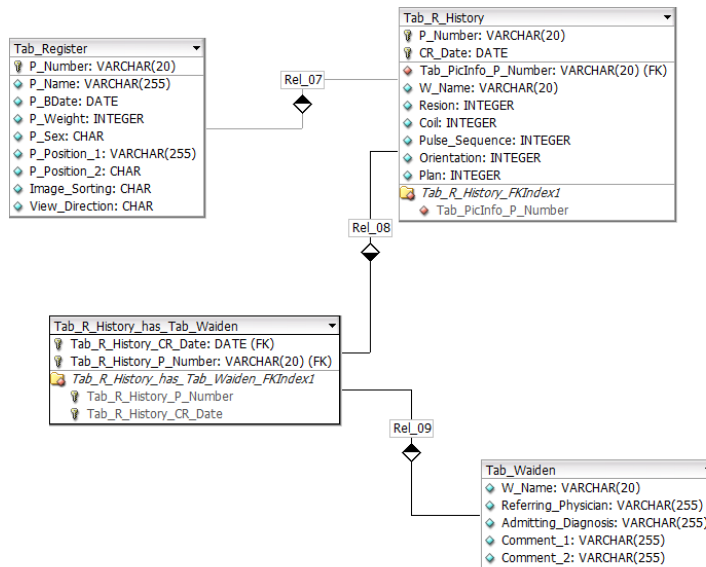 Tab_Register
P_Number: VARCHAR(20)
P_Name: VARCHAR(255)
P_BDate: DATE
P_Weight: INTEGER
P_Sex: CHAR
P_Position_1: VARCHAR(255)
P_Position_2: CHAR
Image_Sorting: CHAR
View_Direction: CHAR
Rel_07
Tab_R_History
P_Number: VARCHAR(20)
CR_Date: DATE
Tab_PicInfo_P_Number: VARCHAR(20) (FK)
W_Name: VARCHAR(20)
Resion: INTEGER
Coil: INTEGER
Pulse_Sequence: INTEGER
Orientation: INTEGER
Plan: INTEGER
Tab_R_History_FKIndex1
Tab_PicInfo_P_Number
Rel_08
Tab_R_History_has_Tab_Waiden
Tab_R_History_CR_Date: DATE (FK)
Tab_R_History_P_Number: VARCHAR(20) (FK)
Tab_R_History_has_Tab_Waiden_FKIndex1
Tab_R_History_P_Number
Tab_R_History_CR_Date
Rel_09
Tab_Waiden
W_Name: VARCHAR(20)
Referring_Physician: VARCHAR(255)
Admitting_Diagnosis: VARCHAR(255)
Comment_1: VARCHAR(255)
Comment_2: VARCHAR(255)